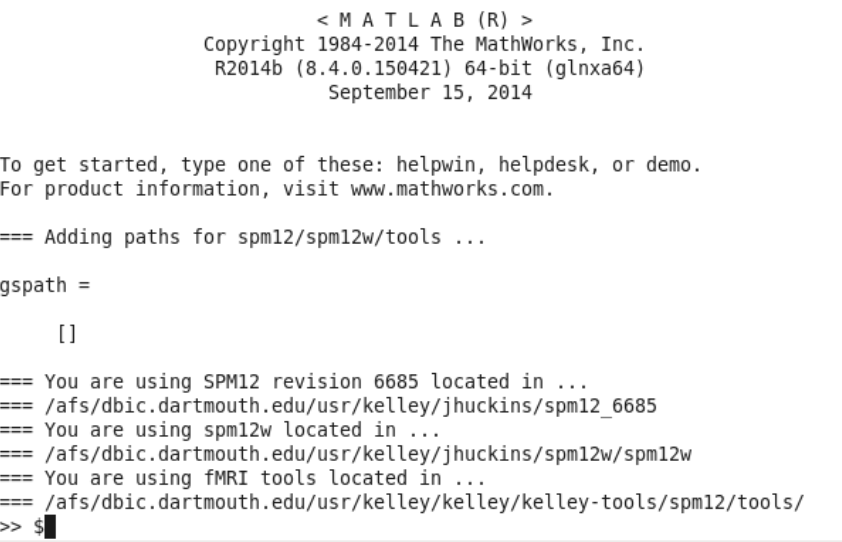 < M A T L A B (R) >
Copyright 1984-2014 The MathWorks, Inc.
R2014b (8.4.0.150421) 64-bit (glnxa64)
September 15, 2014
To get started, type one of these: helpwin, helpdesk, or demo.
For product information, visit www.mathworks.com.
=== Adding paths for spm12/spm12w/tools ...
gspath =
[]
=== You are using SPM12 revision 6685 located in ...
=== /afs/dbic.dartmouth.edu/usr/kelley/jhuckins/spm12_6685
=== You are using spm12w located in ...
=== /afs/dbic.dartmouth.edu/usr/kelley/jhuckins/spm12w/spm12w
=== You are using fMRI tools located in ...
=== /afs/dbic.dartmouth.edu/usr/kelley/kelley/kelley-tools/spm12/tools/
>> $